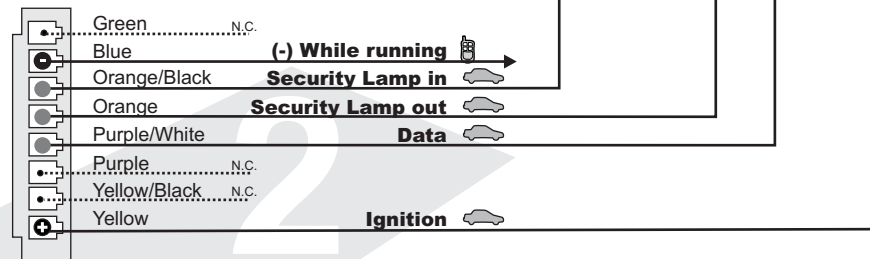 Green N.C.
Blue (-) While running
Orange/Black Security Lamp in
Orange Security Lamp out
Purple/White Data
Purple N.C.
Yellow/Black N.C.
Yellow Ignition
2